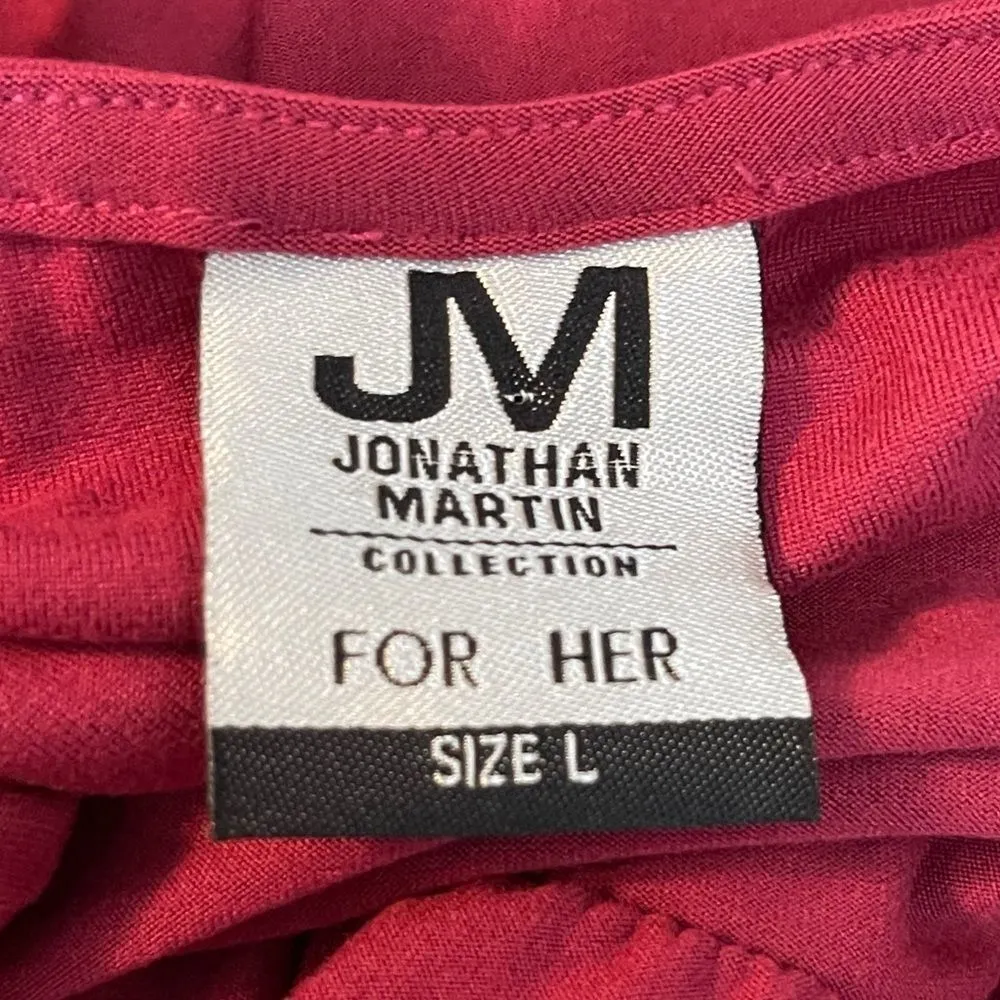 JM
JONATHAN
MARTIN
COLLECTION
FOR HER
SIZE L